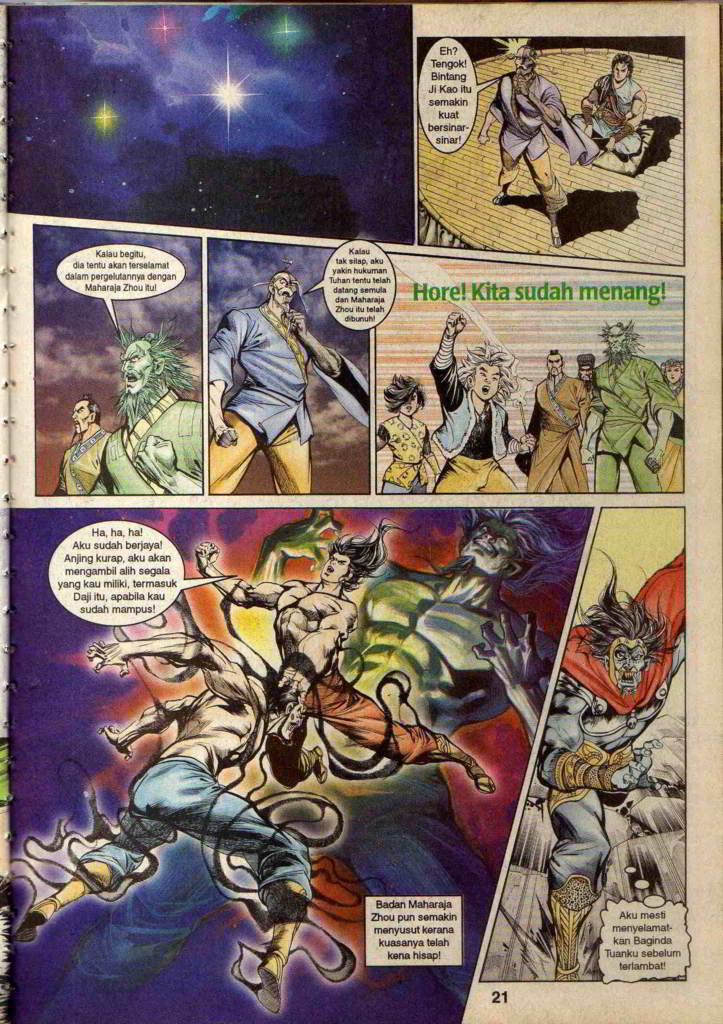 Eh?
Tengok!
Bintang
Ji Kao itu
semakin
kuat
bersinar-
sinar!
Kalau begitu,
dia tentu akan terselamat
dalam pergelutannya dengan
Maharaja Zhou itu!
Kalau
tak silap, aku
yakin hukuman
Tuhan tentu telah
datang semula
dan Maharaja
Zhou itu telah
dibunuh!
Hore! Kita sudah menang!
Ha, ha, ha!
Aku sudah berjaya!
Anjing kurap, aku akan
mengambil alih segala
yang kau miliki, termasuk
Daji itu, apabila kau
sudah mampus!
Badan Maharaja
Zhou pun semakin
menyusut kerana
kuasanya telah
kena hisap!
Aku mesti
menyelamat-
kan Baginda
Tuanku sebelum
terlambat!
21